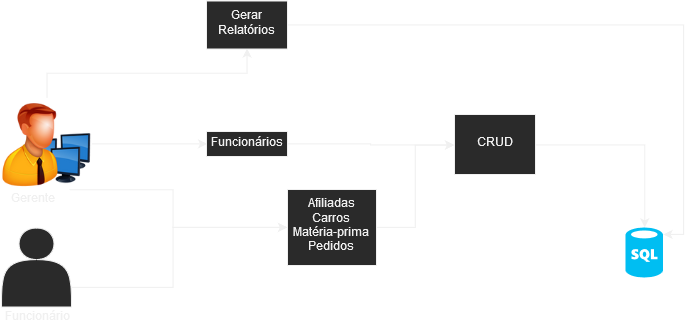 Gerar
Relatórios
Funcionários
CRUD
Gerente
Afiliadas
Carros
Matéria-prima
Pedidos
SQL
Funcionário